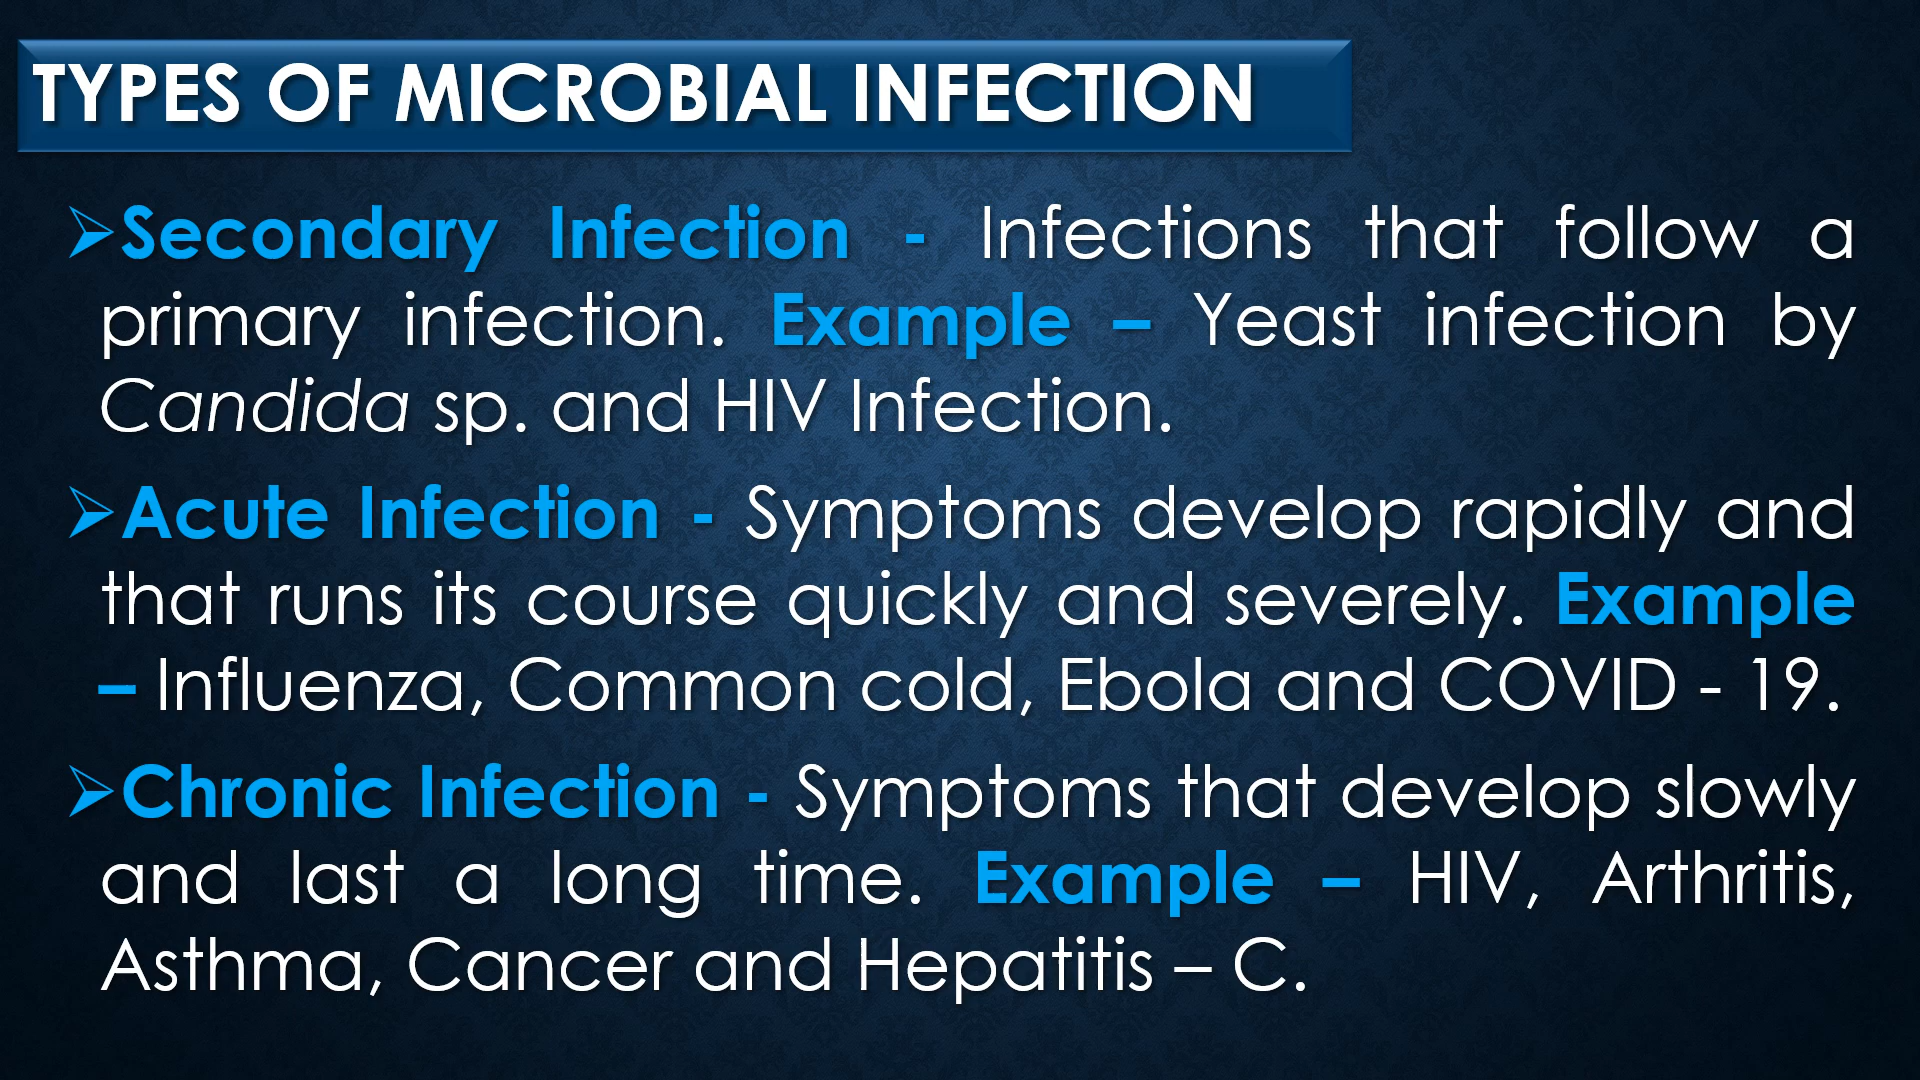 TYPES OF MICROBIAL INFECTION
➢Secondary Infection - Infections that follow a
primary infection. Example – Yeast infection by
Candida sp. and HIV Infection.
➢Acute Infection - Symptoms develop rapidly and
that runs its course quickly and severely. Example
– Influenza, Common cold, Ebola and COVID - 19.
➢Chronic Infection - Symptoms that develop slowly
and last a long time. Example – HIV, Arthritis,
Asthma, Cancer and Hepatitis – C.